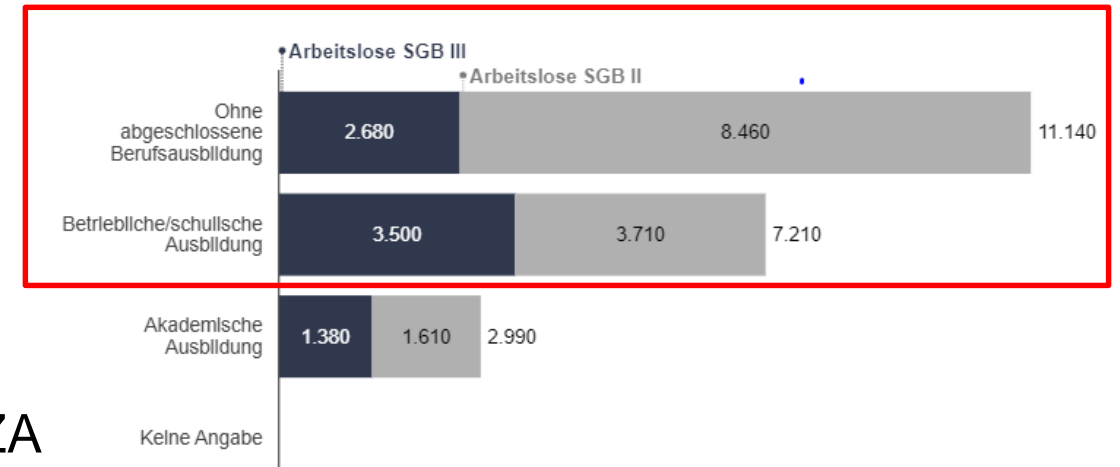 Arbeitslose SGB III
Arbeitslose SGB II
Ohne
abgeschlossene
Berufsausbildung
2.680
8.460
11.140
Betriebliche/schulische
Ausbildung
3.500
3.710
7.210
Akademische
Ausbildung
1.380
1.610
2.990
ZA
Keine Angabe